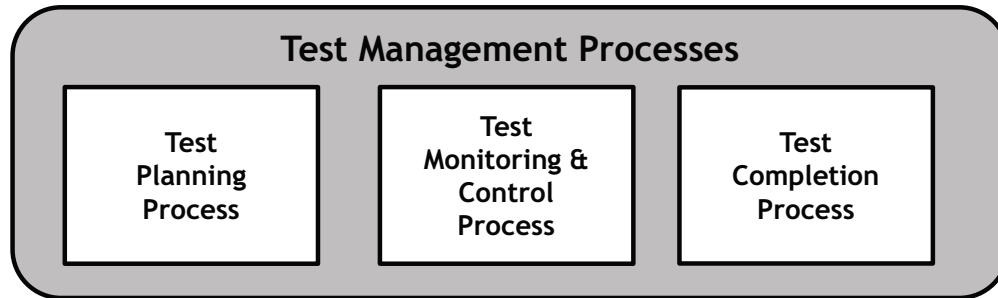 Test Management Processes
Test
Planning
Process
Test
Monitoring &
Control
Process
Test
Completion
Process